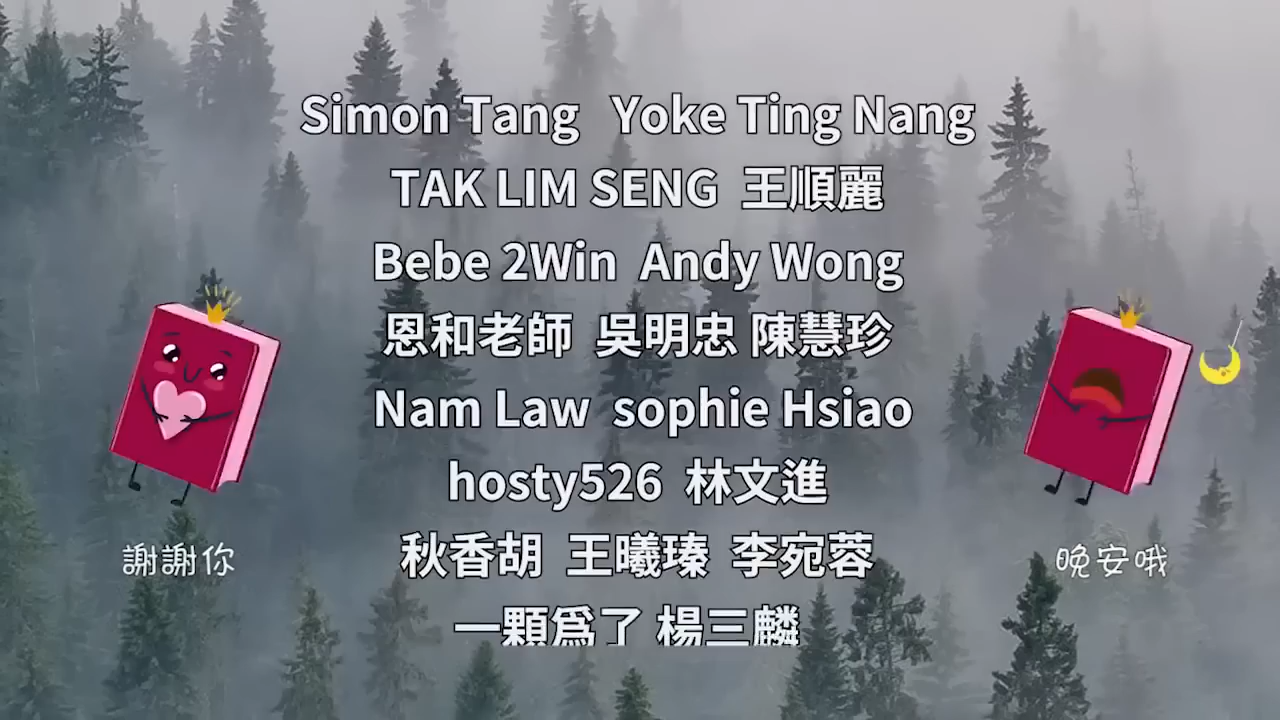 Simon Tang Yoke Ting Nang
TAK LIM SENG 王順麗
Bebe 2Win Andy Wong
恩和老師 吳明忠 陳慧珍
Nam Law sophie Hsiao
hosty526 林文進
秋香胡 王曦瑧 李宛蓉
一顆爲了 楊三麟
謝謝你
晚安哦